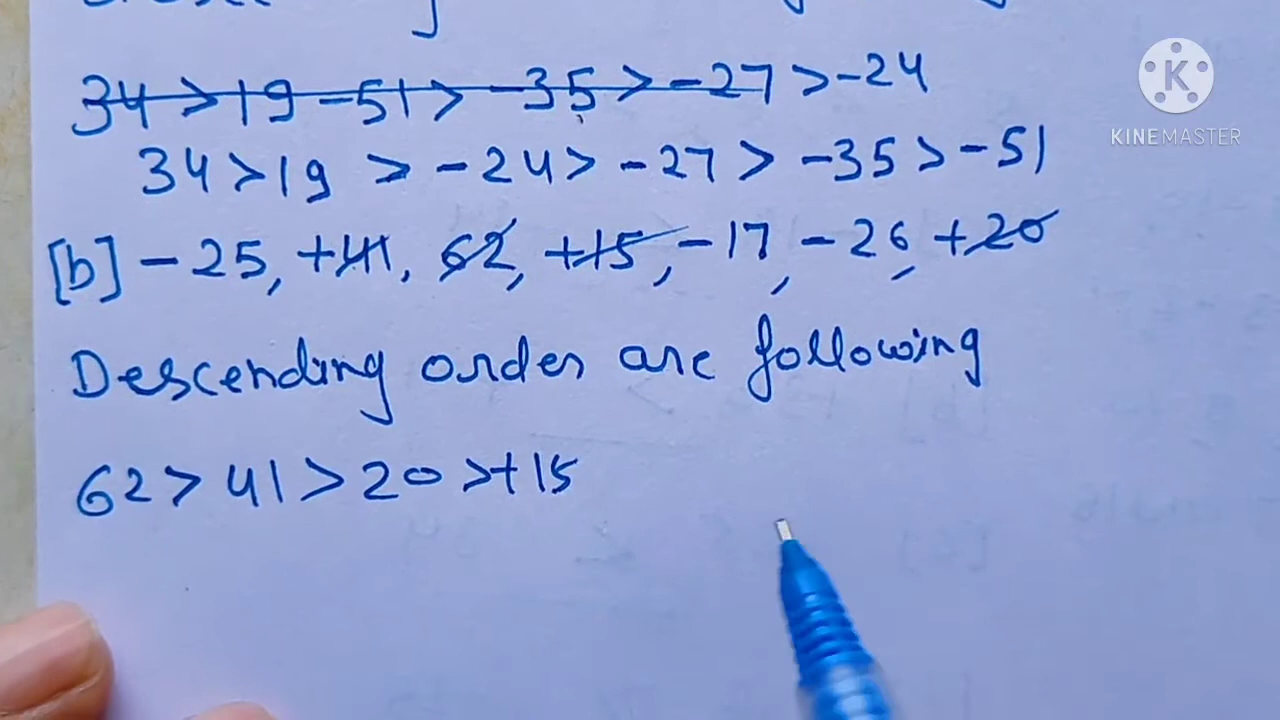 34 > 19 -51 > -35 > -27 > -24
34 > 19 > -24 > -27 > -35 > -51
[b] -25, +41, 62, +15, -17, -26, +20
Descending order are following
62 > 41 > 20 > +15
K
KINEMASTER